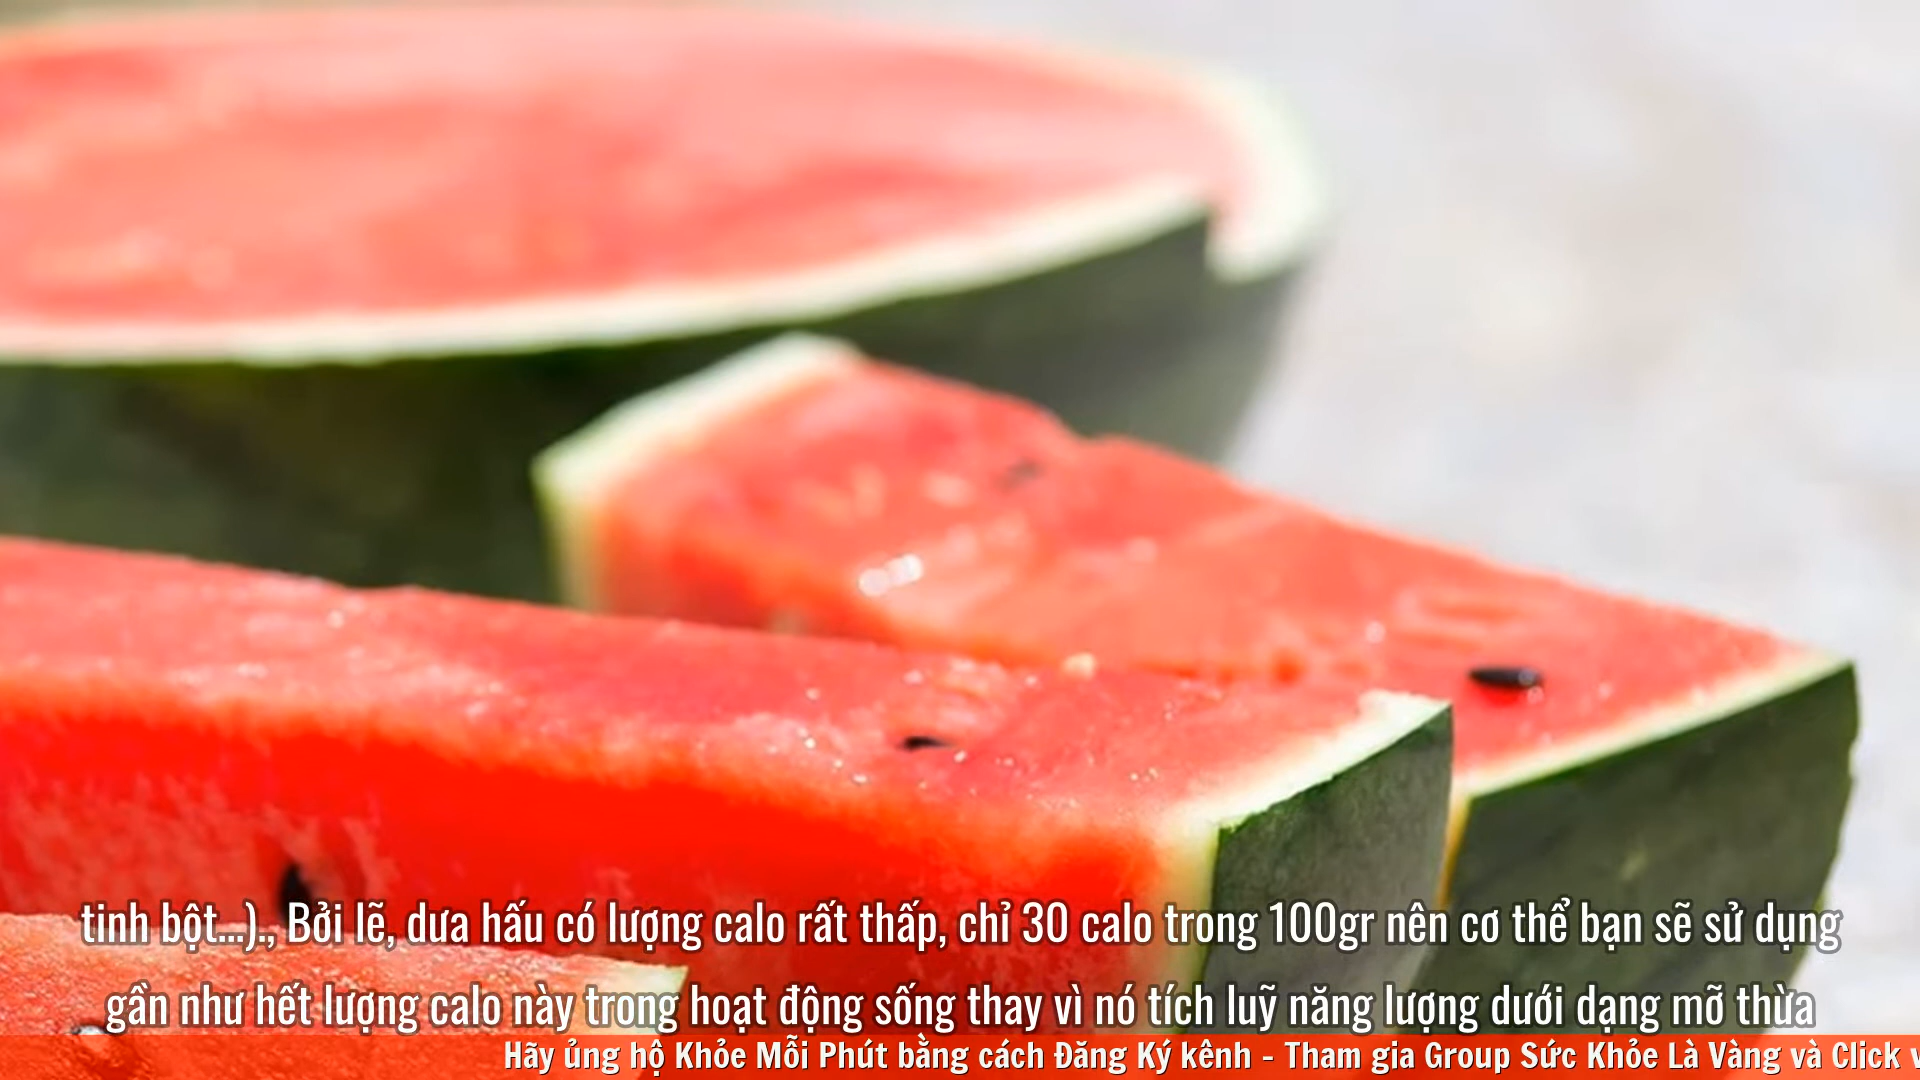 tinh bột...)., Bởi lẽ, dưa hấu có lượng calo rất thấp, chỉ 30 calo trong 100gr nên cơ thể bạn sẽ sử dụng
gần như hết lượng calo này trong hoạt động sống thay vì nó tích luỹ năng lượng dưới dạng mỡ thừa
Hãy ủng hộ Khỏe Mỗi Phút bằng cách Đăng Ký kênh - Tham gia Group Sức Khỏe Là Vàng và Click